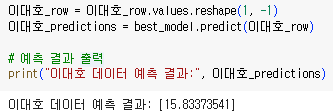 이대호_row = 이대호_row.values.reshape(1, -1)
이대호_predictions = best_model.predict(이대호_row)
# 예측 결과 출력
print("이대호 데이터 예측 결과:", 이대호_predictions)
이대호 데이터 예측 결과: [15.83373541]